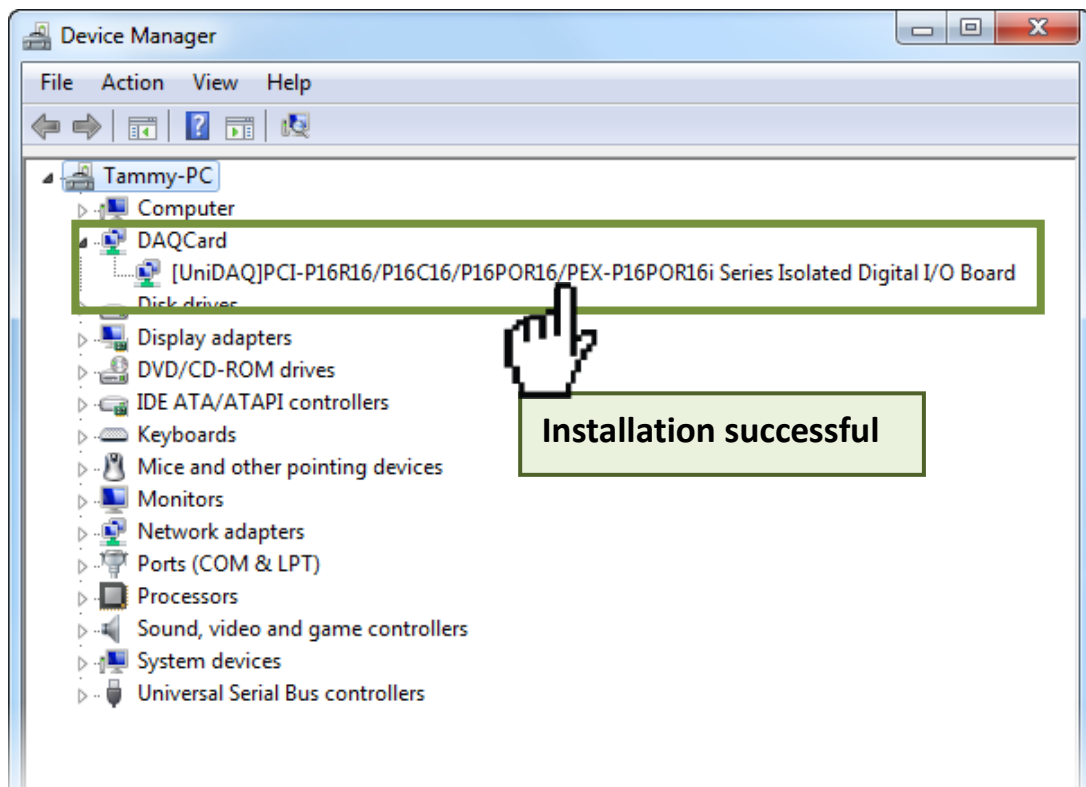 Device Manager
File Action View Help
Tammy-PC
Computer
DAQCard
[UniDAQ]PCI-P16R16/P16C16/P16POR16/PEX-P16POR16i Series Isolated Digital I/O Board
Disk drives
Display adapters
DVD/CD-ROM drives
IDE ATA/ATAPI controllers
Keyboards
Installation successful
Mice and other pointing devices
Monitors
Network adapters
Ports (COM & LPT)
Processors
Sound, video and game controllers
System devices
Universal Serial Bus controllers